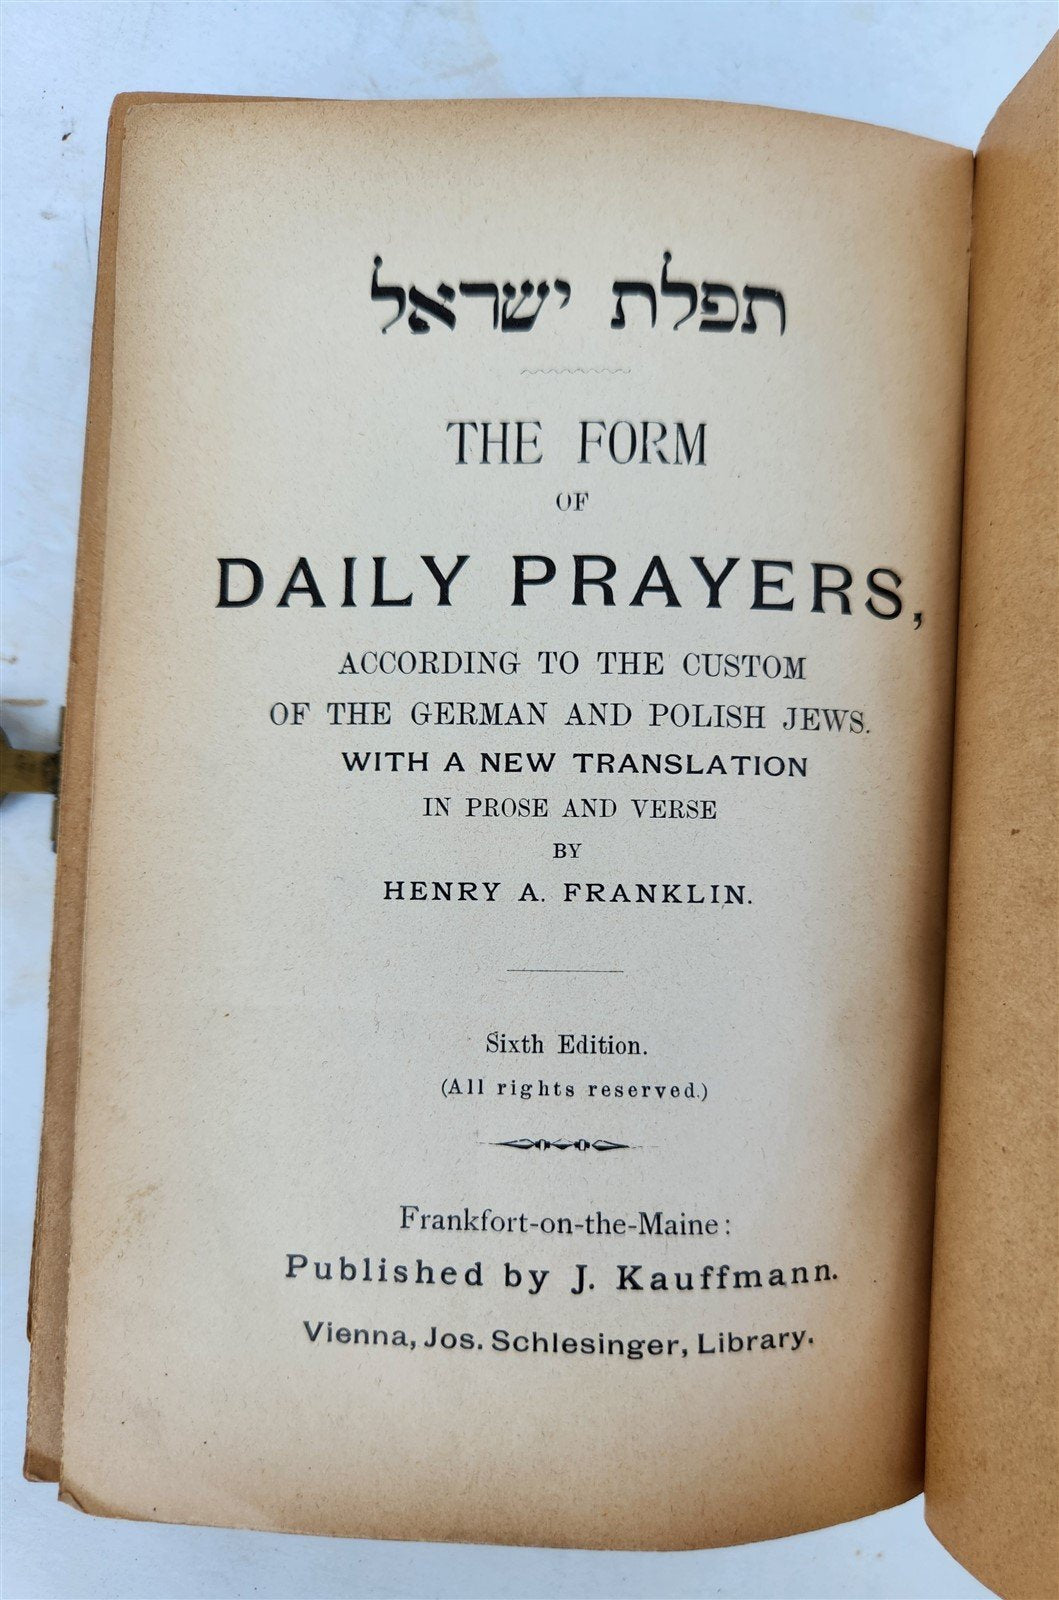 תפלת ישראל
THE FORM
OF
DAILY PRAYERS,
ACCORDING TO THE CUSTOM
OF THE GERMAN AND POLISH JEWS.
WITH A NEW TRANSLATION
IN PROSE AND VERSE
BY
HENRY A. FRANKLIN.
Sixth Edition.
(All rights reserved.)
Frankfort-on-the-Maine:
Published by J. Kauffmann.
Vienna, Jos. Schlesinger, Library.